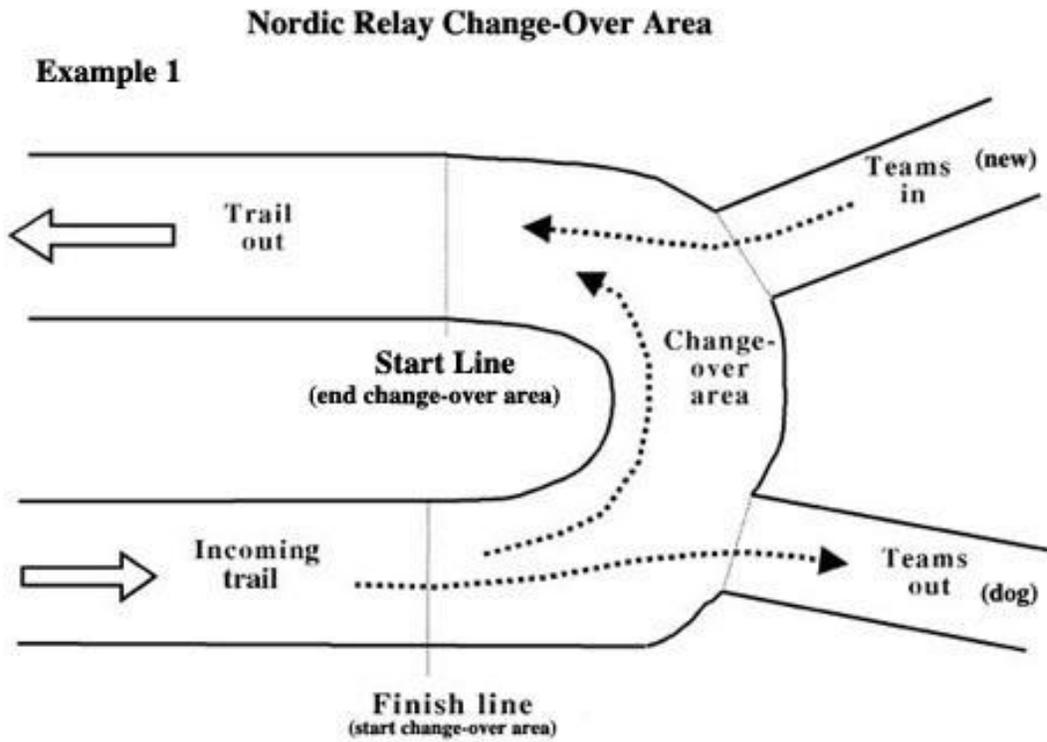 Nordic Relay Change-Over Area
Example 1
Teams (new)
in
Trail
out
Change-
over
area
Start Line
(end change-over area)
Incoming
trail
Teams
out (dog)
Finish line
(start change-over area)